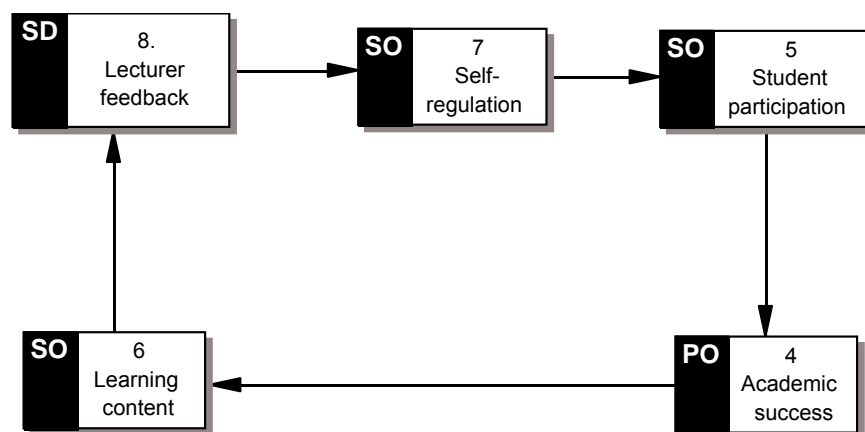 SD
8.
Lecturer
feedback
SO
7
Self-
regulation
SO
5
Student
participation
SO
6
Learning
content
PO
4
Academic
success